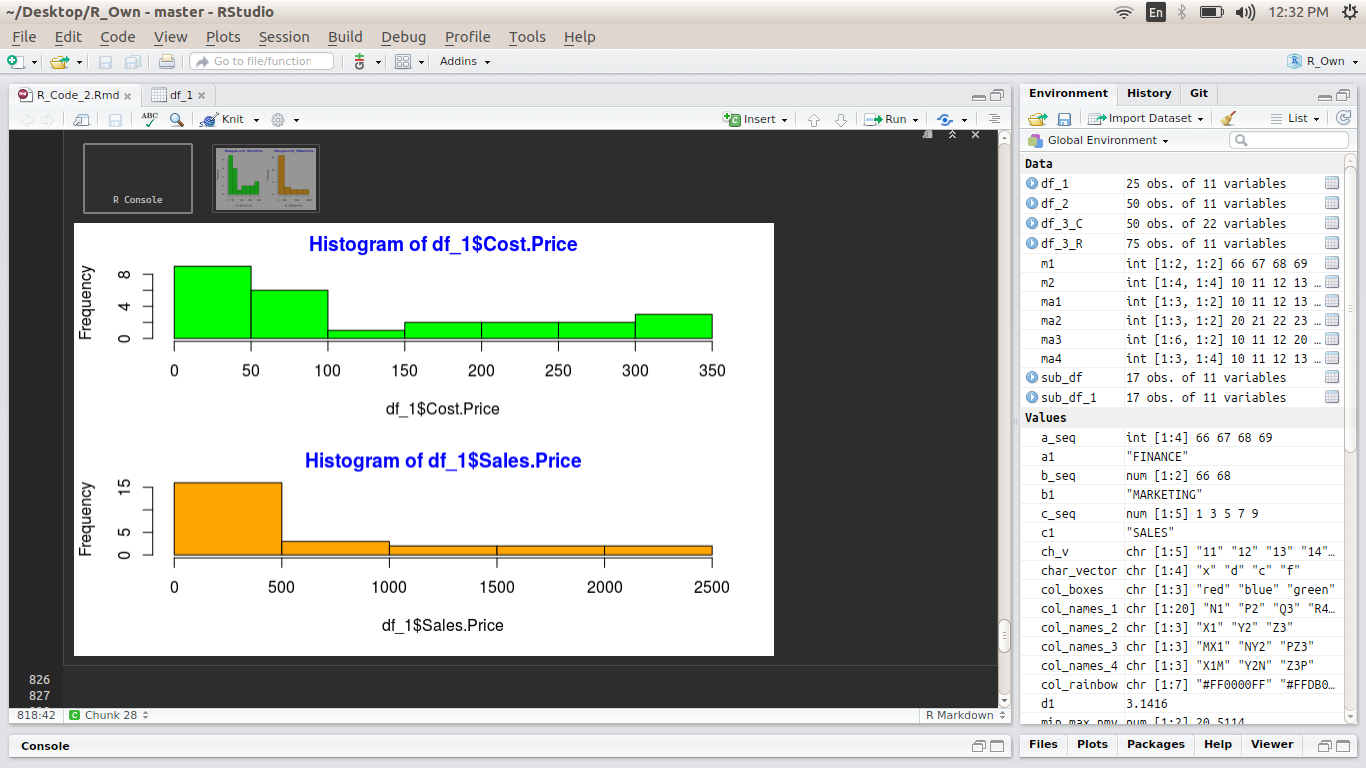 ~/Desktop/R_Own - master - RStudio
En
12:32 PM
File Edit Code View Plots Session Build Debug Profile Tools Help
Go to file/function
Addins
R_Own
R_Code_2.Rmd
df_1
ABC
Knit
Insert
Run
R Console
Histogram of df_1$Cost.Price
Frequency
0 4 8
0 50 100 150 200 250 300 350
df_1$Cost.Price
Histogram of df_1$Sales.Price
Frequency
0 5 15
0 500 1000 1500 2000 2500
df_1$Sales.Price
826
827
818:42
C Chunk 28
R Markdown
Console
Environment History Git
Import Dataset
List
Global Environment
Data
df_1 25 obs. of 11 variables
df_2 50 obs. of 11 variables
df_3_C 50 obs. of 22 variables
df_3_R 75 obs. of 11 variables
m1 int [1:2, 1:2] 66 67 68 69
m2 int [1:4, 1:4] 10 11 12 13 …
ma1 int [1:3, 1:2] 10 11 12 13 …
ma2 int [1:3, 1:2] 20 21 22 23 …
ma3 int [1:6, 1:2] 10 11 12 20 …
ma4 int [1:3, 1:4] 10 11 12 13 …
sub_df 17 obs. of 11 variables
sub_df_1 17 obs. of 11 variables
Values
a_seq int [1:4] 66 67 68 69
a1 "FINANCE"
b_seq num [1:2] 66 68
b1 "MARKETING"
c_seq num [1:5] 1 3 5 7 9
c1 "SALES"
ch_v chr [1:5] "11" "12" "13" "14"…
char_vector chr [1:4] "x" "d" "c" "f"
col_boxes chr [1:3] "red" "blue" "green"
col_names_1 chr [1:20] "N1" "P2" "Q3" "R4…
col_names_2 chr [1:3] "X1" "Y2" "Z3"
col_names_3 chr [1:3] "MX1" "NY2" "PZ3"
col_names_4 chr [1:3] "X1M" "Y2N" "Z3P"
col_rainbow chr [1:7] "#FF0000FF" "#FFDB0…
d1 3.1416
Files Plots Packages Help Viewer